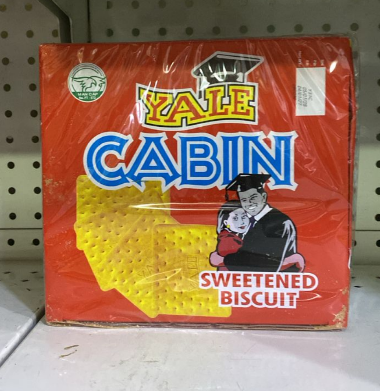 YALE
CABIN
SWEETENED
BISCUIT